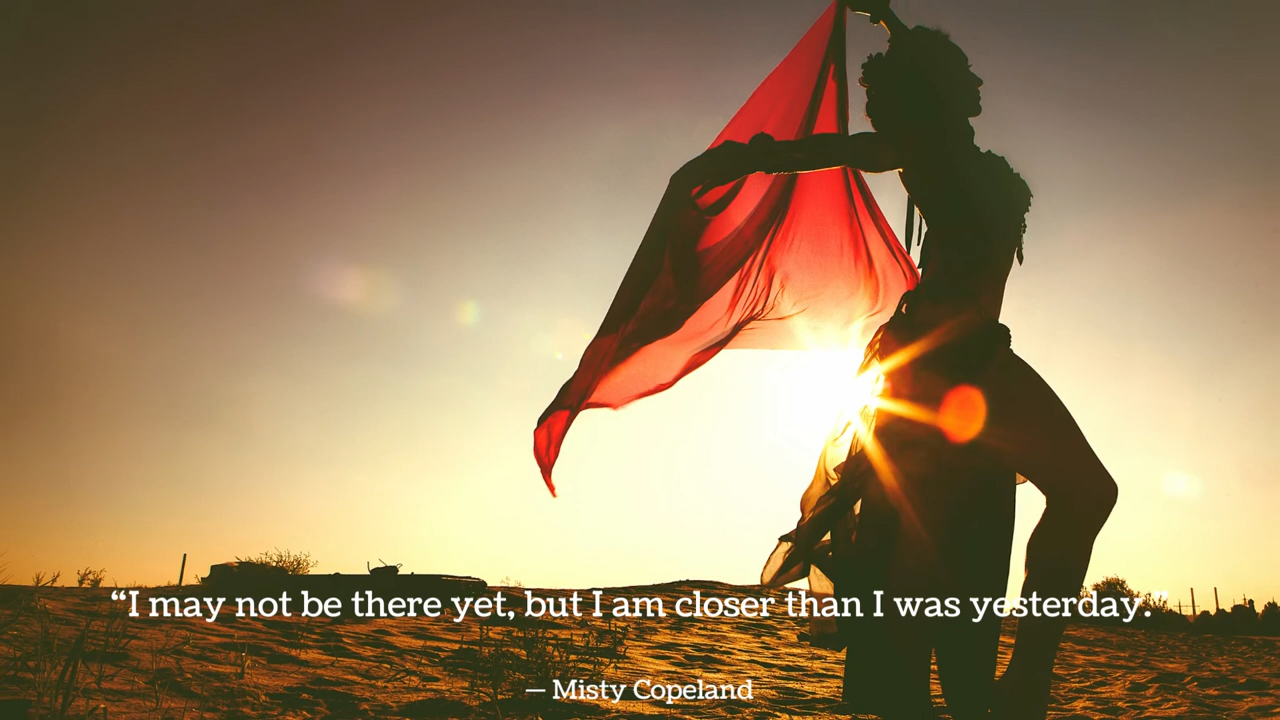 “I may not be there yet, but I am closer than I was yesterday.”
— Misty Copeland